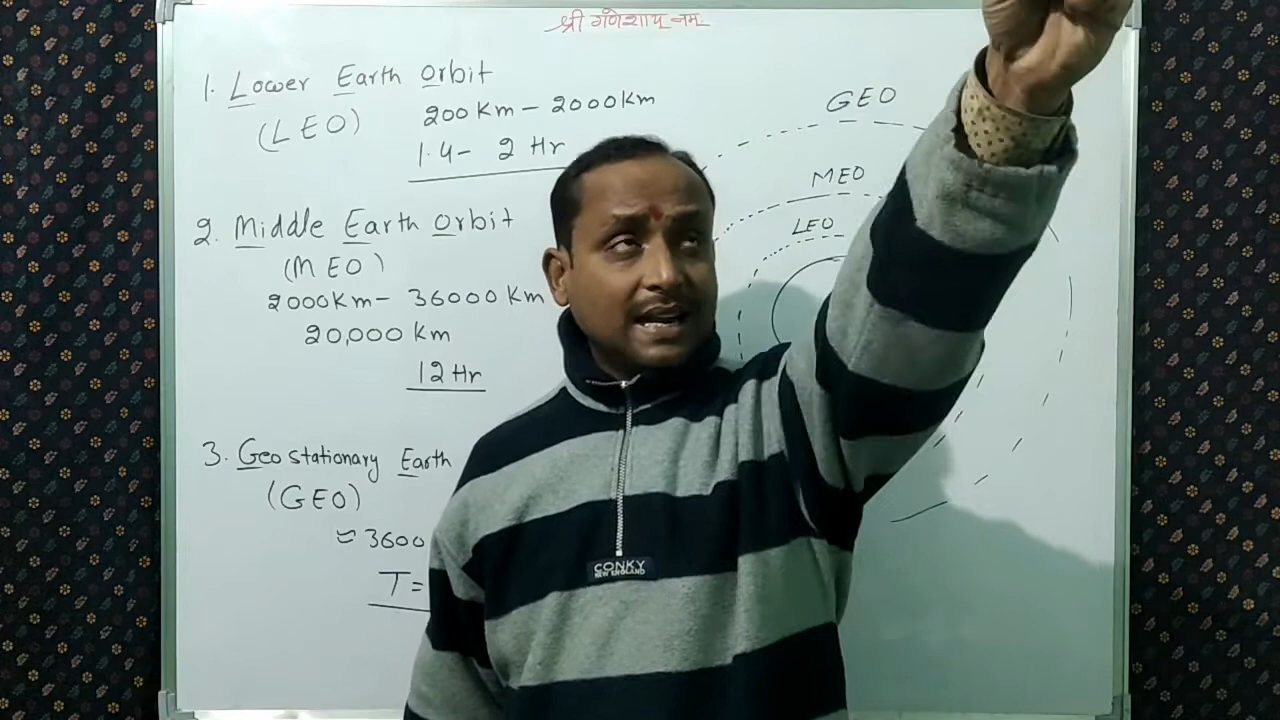 श्री गणेशाय नमः
1. Lower Earth Orbit
(LEO)
200 Km - 2000 Km
1.4 - 2 Hr
2. Middle Earth Orbit
(MEO)
2000 Km - 36000 Km
20,000 km
12 Hr
3. Geo stationary Earth
(GEO)
≈ 3600
T =
GEO
MEO
LEO
CONKY
NEW ENGLAND